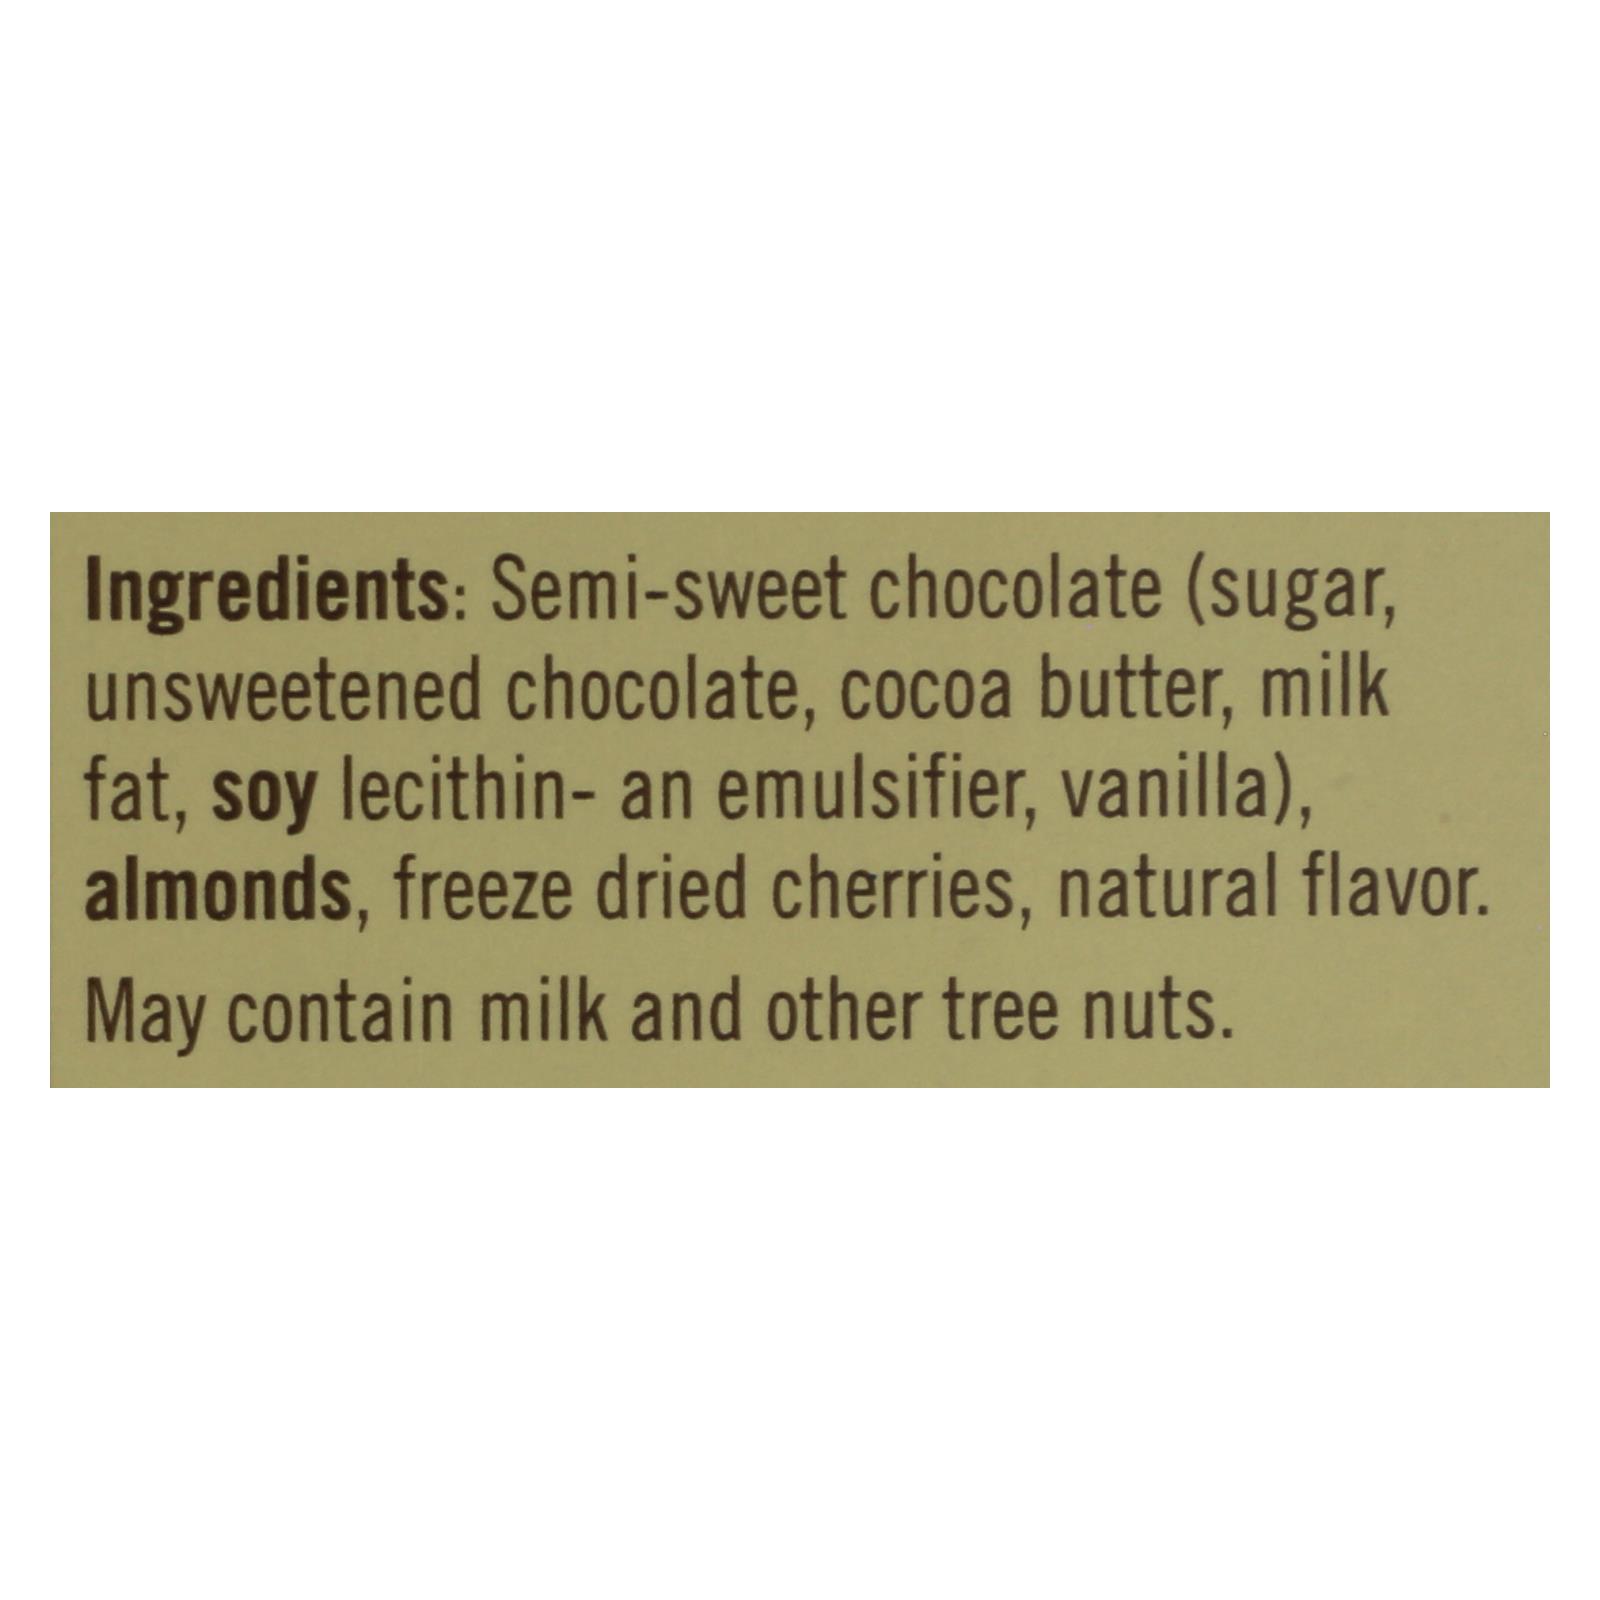 Ingredients: Semi-sweet chocolate (sugar,
unsweetened chocolate, cocoa butter, milk
fat, soy lecithin- an emulsifier, vanilla),
almonds, freeze dried cherries, natural flavor.
May contain milk and other tree nuts.